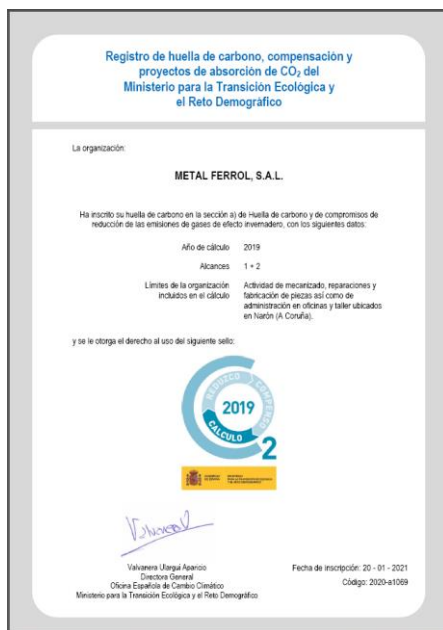 Registro de huella de carbono, compensación y
proyectos de absorción de CO₂ del
Ministerio para la Transición Ecológica y
el Reto Demográfico
La organización:
METAL FERROL, S.A.L.
Ha inscrito su huella de carbono en la sección a) de Huella de carbono y de compromisos de
reducción de las emisiones de gases de efecto invernadero, con los siguientes datos:
Año de cálculo 2019
Alcances 1 + 2
Límites de la organización
incluidos en el cálculo
Actividad de mecanizado, reparaciones y
fabricación de piezas así como de
administración en oficinas y taller ubicados
en Narón (A Coruña).
y se le otorga el derecho al uso del siguiente sello:
REDUZCO
COMPENSO
CALCULO
2019
2
Valvanera Ulargui Aparicio
Directora General
Oficina Española de Cambio Climático
Ministerio para la Transición Ecológica y el Reto Demográfico
Fecha de inscripción: 20 - 01 - 2021
Código: 2020-a1069